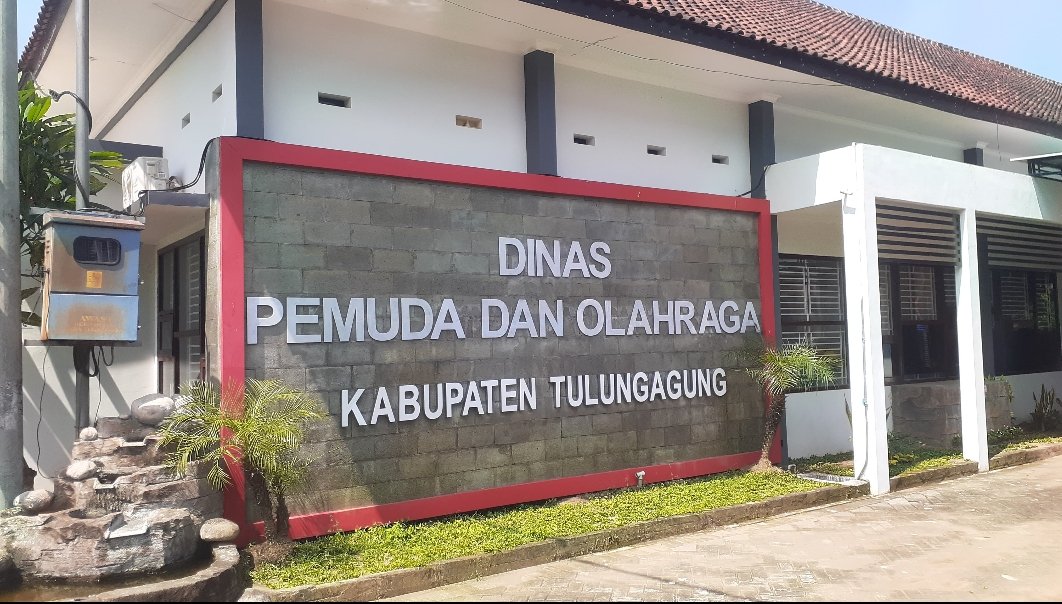 DINAS
PEMUDA DAN OLAHRAGA
KABUPATEN TULUNGAGUNG